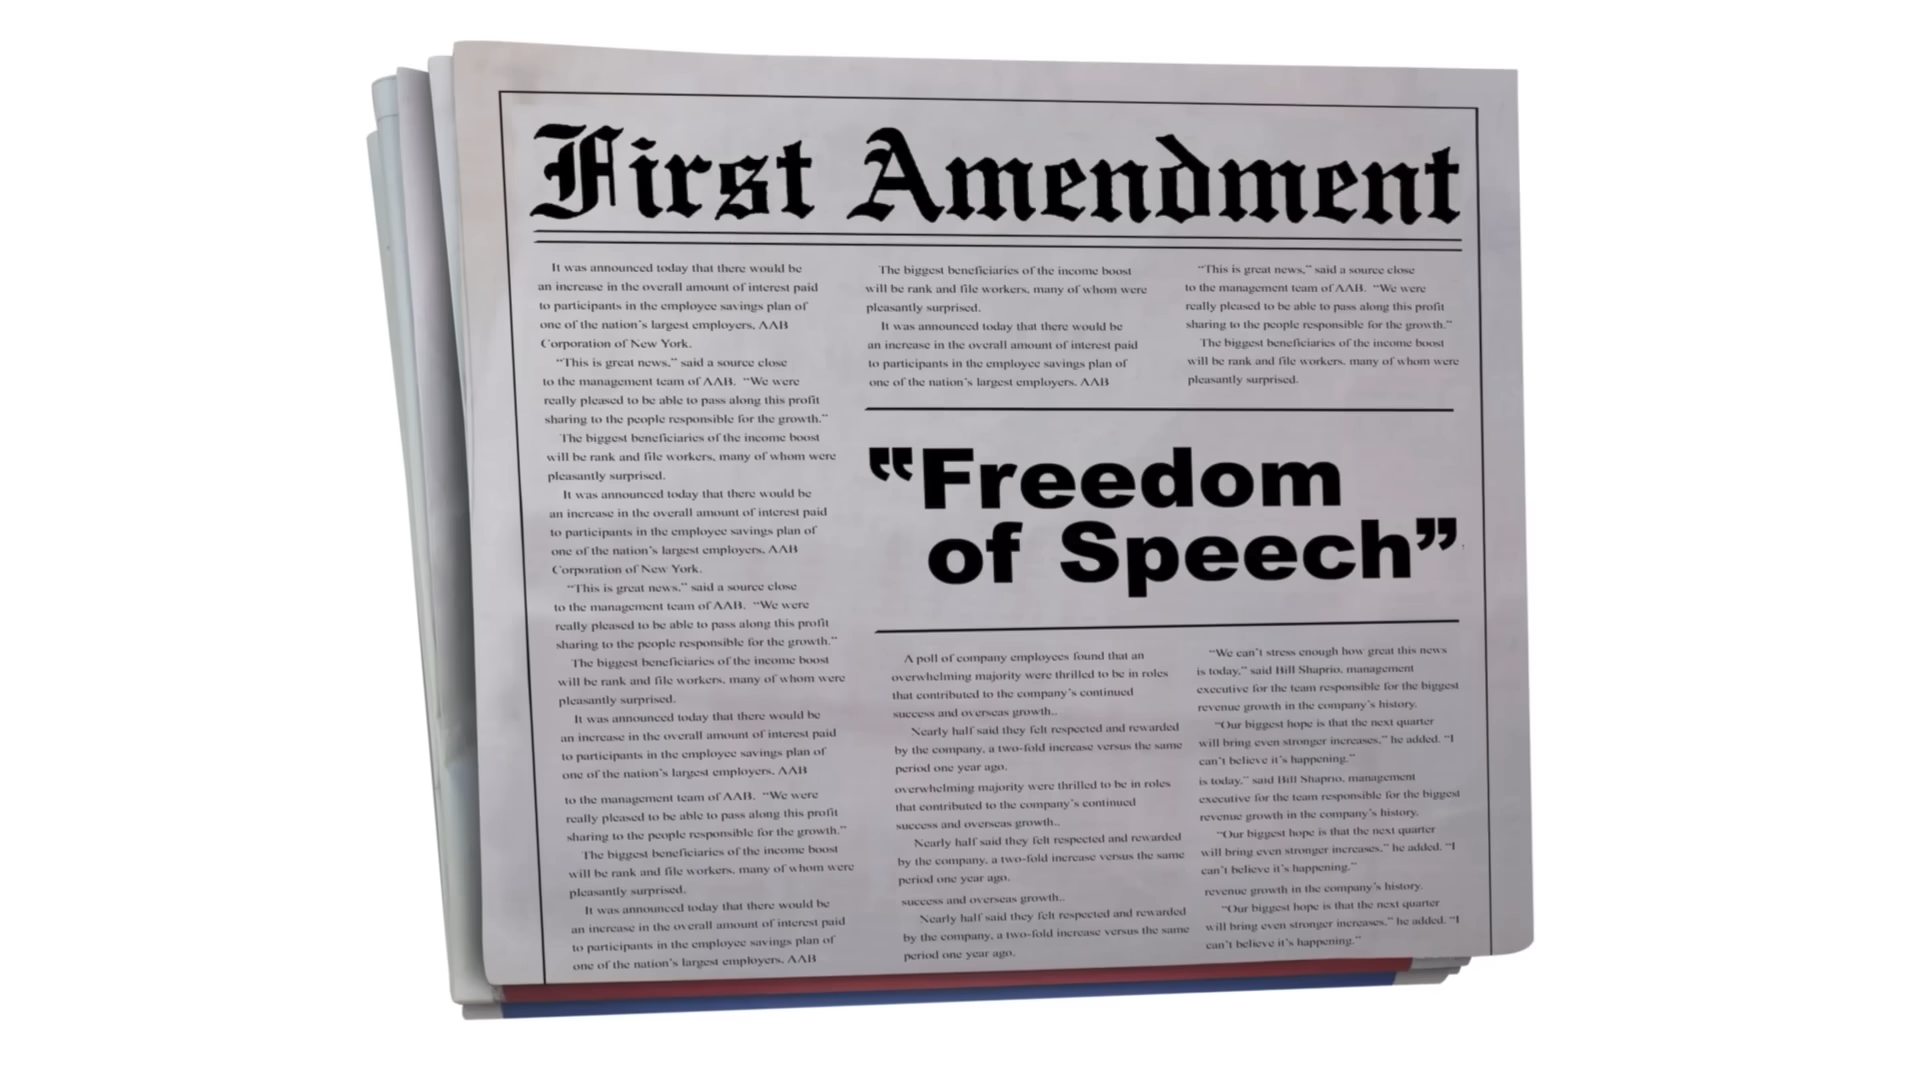 First Amendment
It was announced today that there would be
an increase in the overall amount of interest paid
to participants in the employee savings plan of
one of the nation's largest employers, AAB
Corporation of New York.
"This is great news," said a source close
to the management team of AAB. "We were
really pleased to be able to pass along this profit
sharing to the people responsible for the growth."
The biggest beneficiaries of the income boost
will be rank and file workers, many of whom were
pleasantly surprised.
It was announced today that there would be
an increase in the overall amount of interest paid
to participants in the employee savings plan of
one of the nation's largest employers, AAB
Corporation of New York.
"This is great news," said a source close
to the management team of AAB. "We were
really pleased to be able to pass along this profit
sharing to the people responsible for the growth."
The biggest beneficiaries of the income boost
will be rank and file workers, many of whom were
pleasantly surprised.
It was announced today that there would be
an increase in the overall amount of interest paid
to participants in the employee savings plan of
one of the nation's largest employers, AAB
to the management team of AAB. "We were
really pleased to be able to pass along this profit
sharing to the people responsible for the growth."
The biggest beneficiaries of the income boost
will be rank and file workers, many of whom were
pleasantly surprised.
It was announced today that there would be
an increase in the overall amount of interest paid
to participants in the employee savings plan of
one of the nation's largest employers, AAB
The biggest beneficiaries of the income boost
will be rank and file workers, many of whom were
pleasantly surprised.
It was announced today that there would be
an increase in the overall amount of interest paid
to participants in the employee savings plan of
one of the nation's largest employers, AAB
"This is great news," said a source close
to the management team of AAB. "We were
really pleased to be able to pass along this profit
sharing to the people responsible for the growth."
The biggest beneficiaries of the income boost
will be rank and file workers, many of whom were
pleasantly surprised.
"Freedom
of Speech"
A poll of company employees found that an
overwhelming majority were thrilled to be in roles
that contributed to the company's continued
success and overseas growth..
Nearly half said they felt respected and rewarded
by the company, a two-fold increase versus the same
period one year ago.
overwhelming majority were thrilled to be in roles
that contributed to the company's continued
success and overseas growth..
Nearly half said they felt respected and rewarded
by the company, a two-fold increase versus the same
period one year ago.
success and overseas growth..
Nearly half said they felt respected and rewarded
by the company, a two-fold increase versus the same
period one year ago.
"We can't stress enough how great this news
is today," said Bill Shaprio, management
executive for the team responsible for the biggest
revenue growth in the company's history.
"Our biggest hope is that the next quarter
will bring even stronger increases," he added. "I
can't believe it's happening."
is today," said Bill Shaprio, management
executive for the team responsible for the biggest
revenue growth in the company's history.
"Our biggest hope is that the next quarter
will bring even stronger increases," he added. "I
can't believe it's happening."
revenue growth in the company's history.
"Our biggest hope is that the next quarter
will bring even stronger increases," he added. "I
can't believe it's happening."